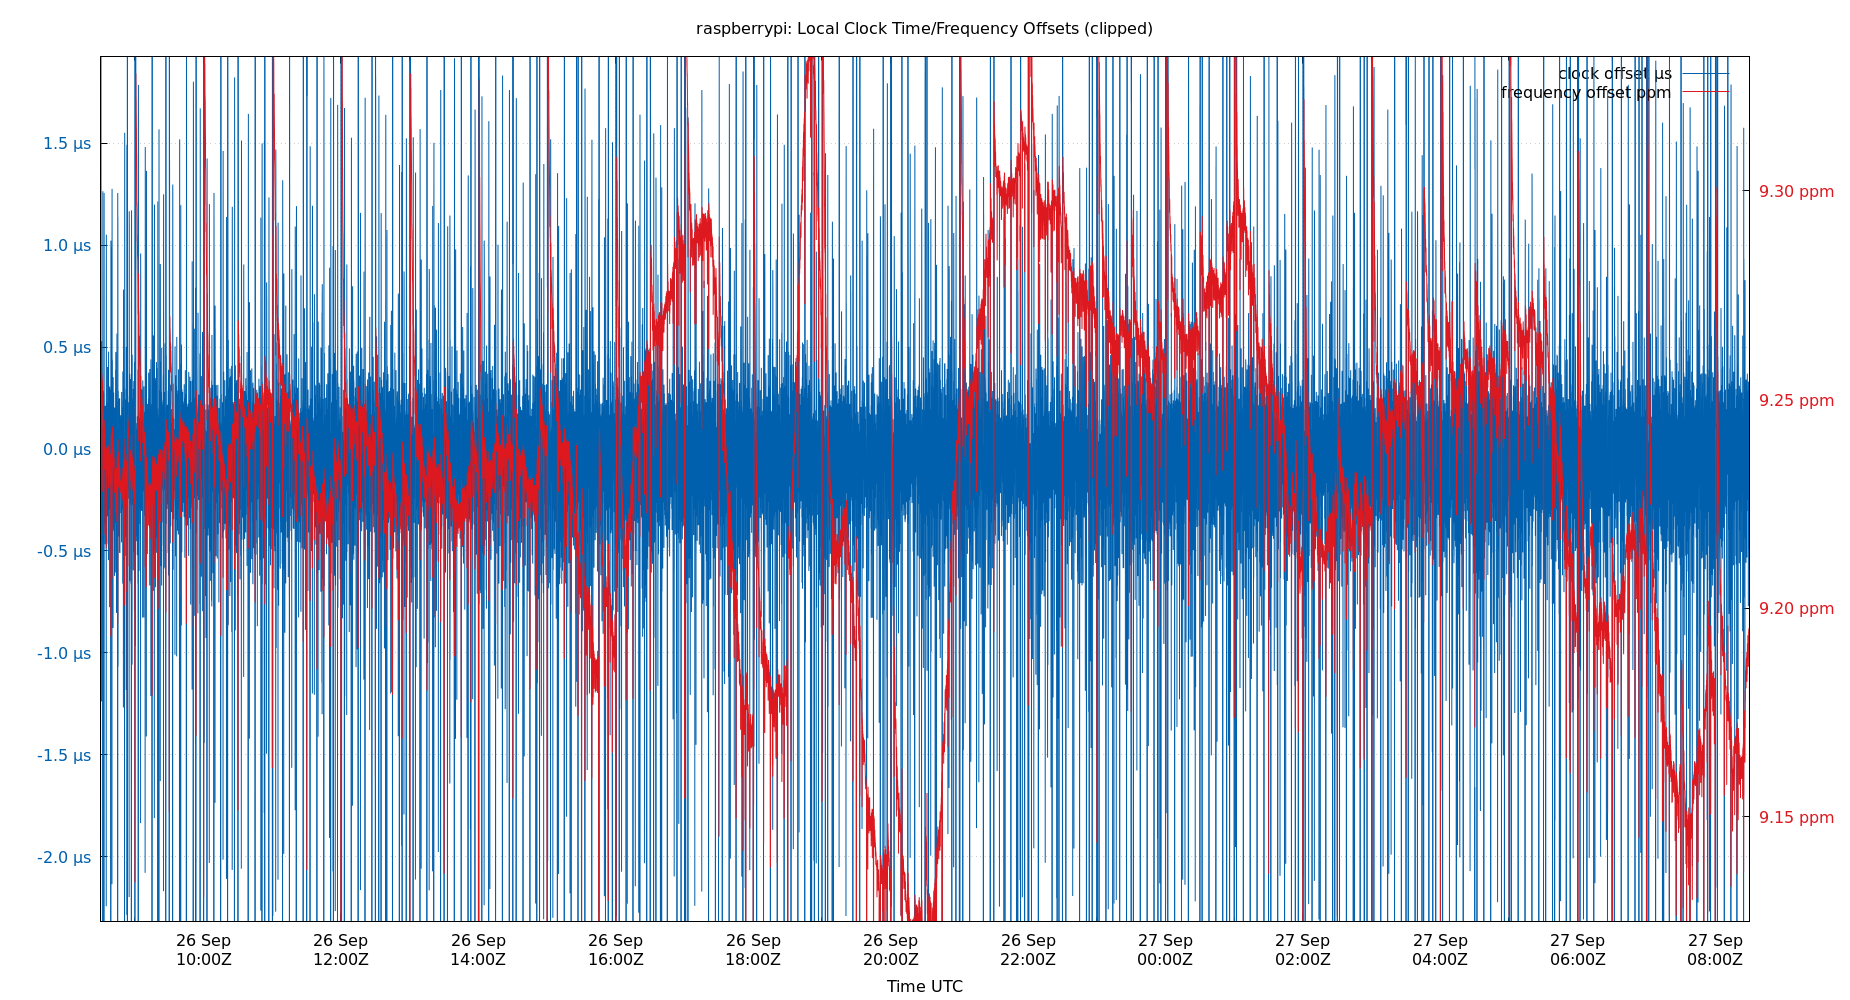 raspberrypi: Local Clock Time/Frequency Offsets (clipped)
clock offset µs
frequency offset ppm
1.5 µs
1.0 µs
0.5 µs
0.0 µs
-0.5 µs
-1.0 µs
-1.5 µs
-2.0 µs
9.30 ppm
9.25 ppm
9.20 ppm
9.15 ppm
26 Sep
10:00Z
26 Sep
12:00Z
26 Sep
14:00Z
26 Sep
16:00Z
26 Sep
18:00Z
26 Sep
20:00Z
26 Sep
22:00Z
27 Sep
00:00Z
27 Sep
02:00Z
27 Sep
04:00Z
27 Sep
06:00Z
27 Sep
08:00Z
Time UTC